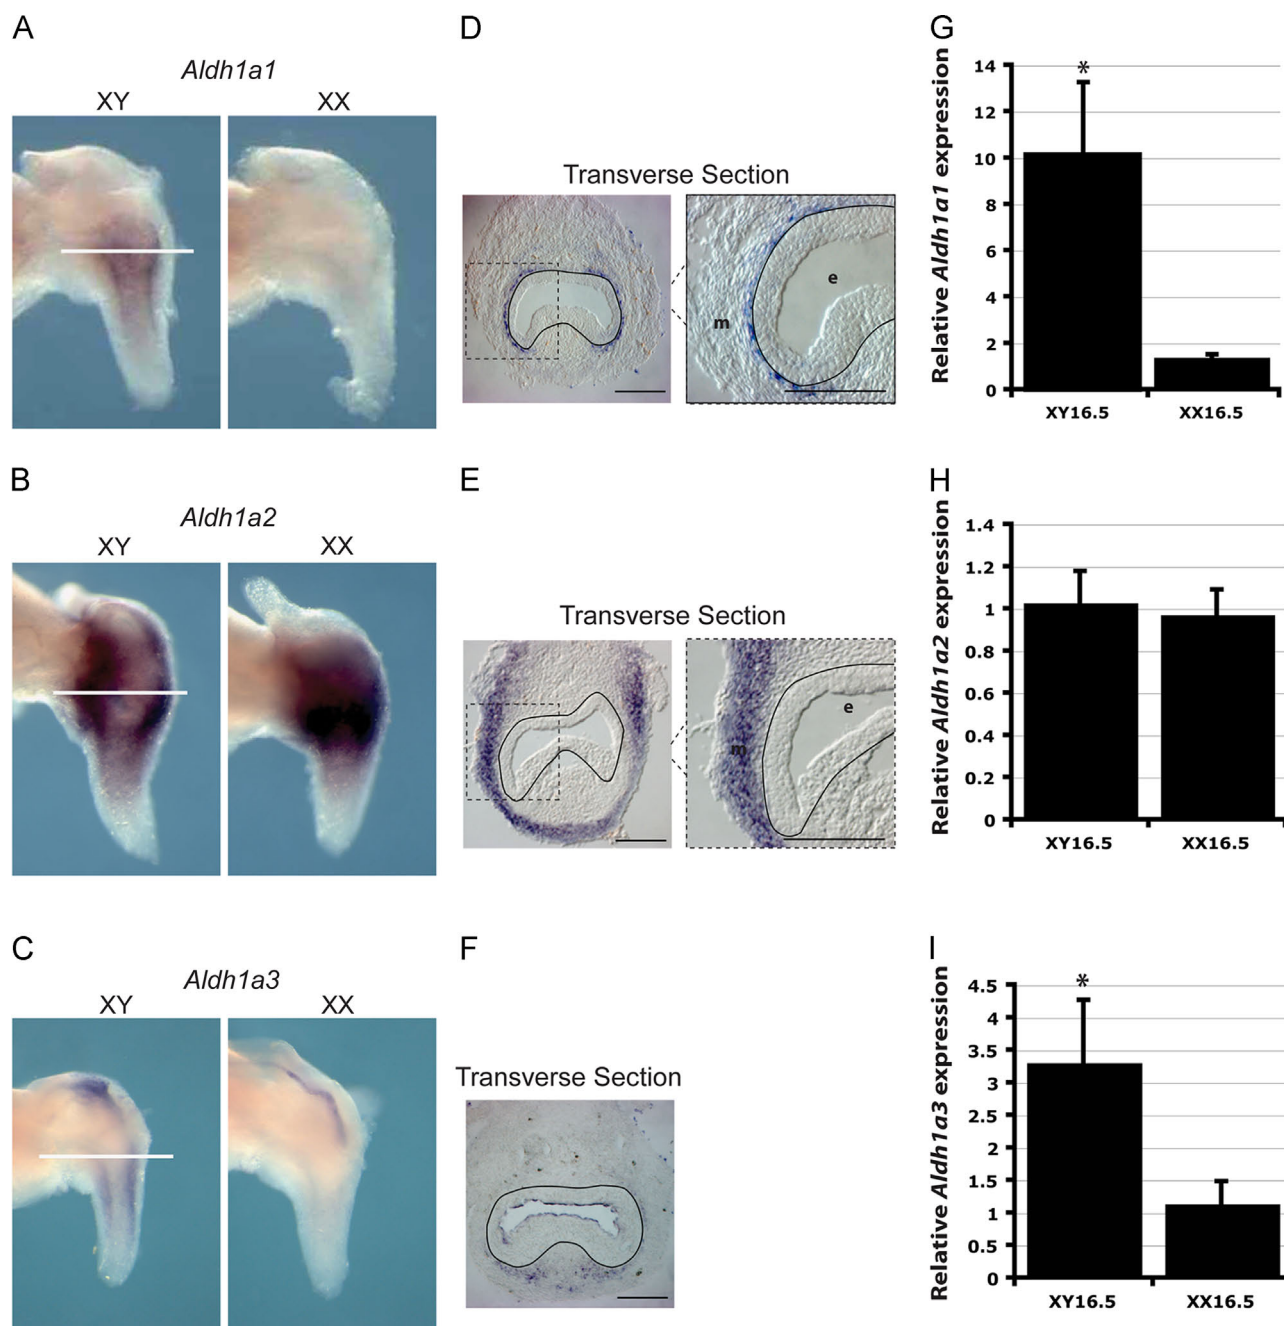 A
Aldh1a1
XY XX
D
Transverse Section
m e
G
Relative Aldh1a1 expression
14
12
10
8
6
4
2
0
*
XY16.5 XX16.5
B
Aldh1a2
XY XX
E
Transverse Section
m e
H
Relative Aldh1a2 expression
1.4
1.2
1
0.8
0.6
0.4
0.2
0
XY16.5 XX16.5
C
Aldh1a3
XY XX
F
Transverse Section
I
Relative Aldh1a3 expression
4.5
4
3.5
3
2.5
2
1.5
1
0.5
0
*
XY16.5 XX16.5